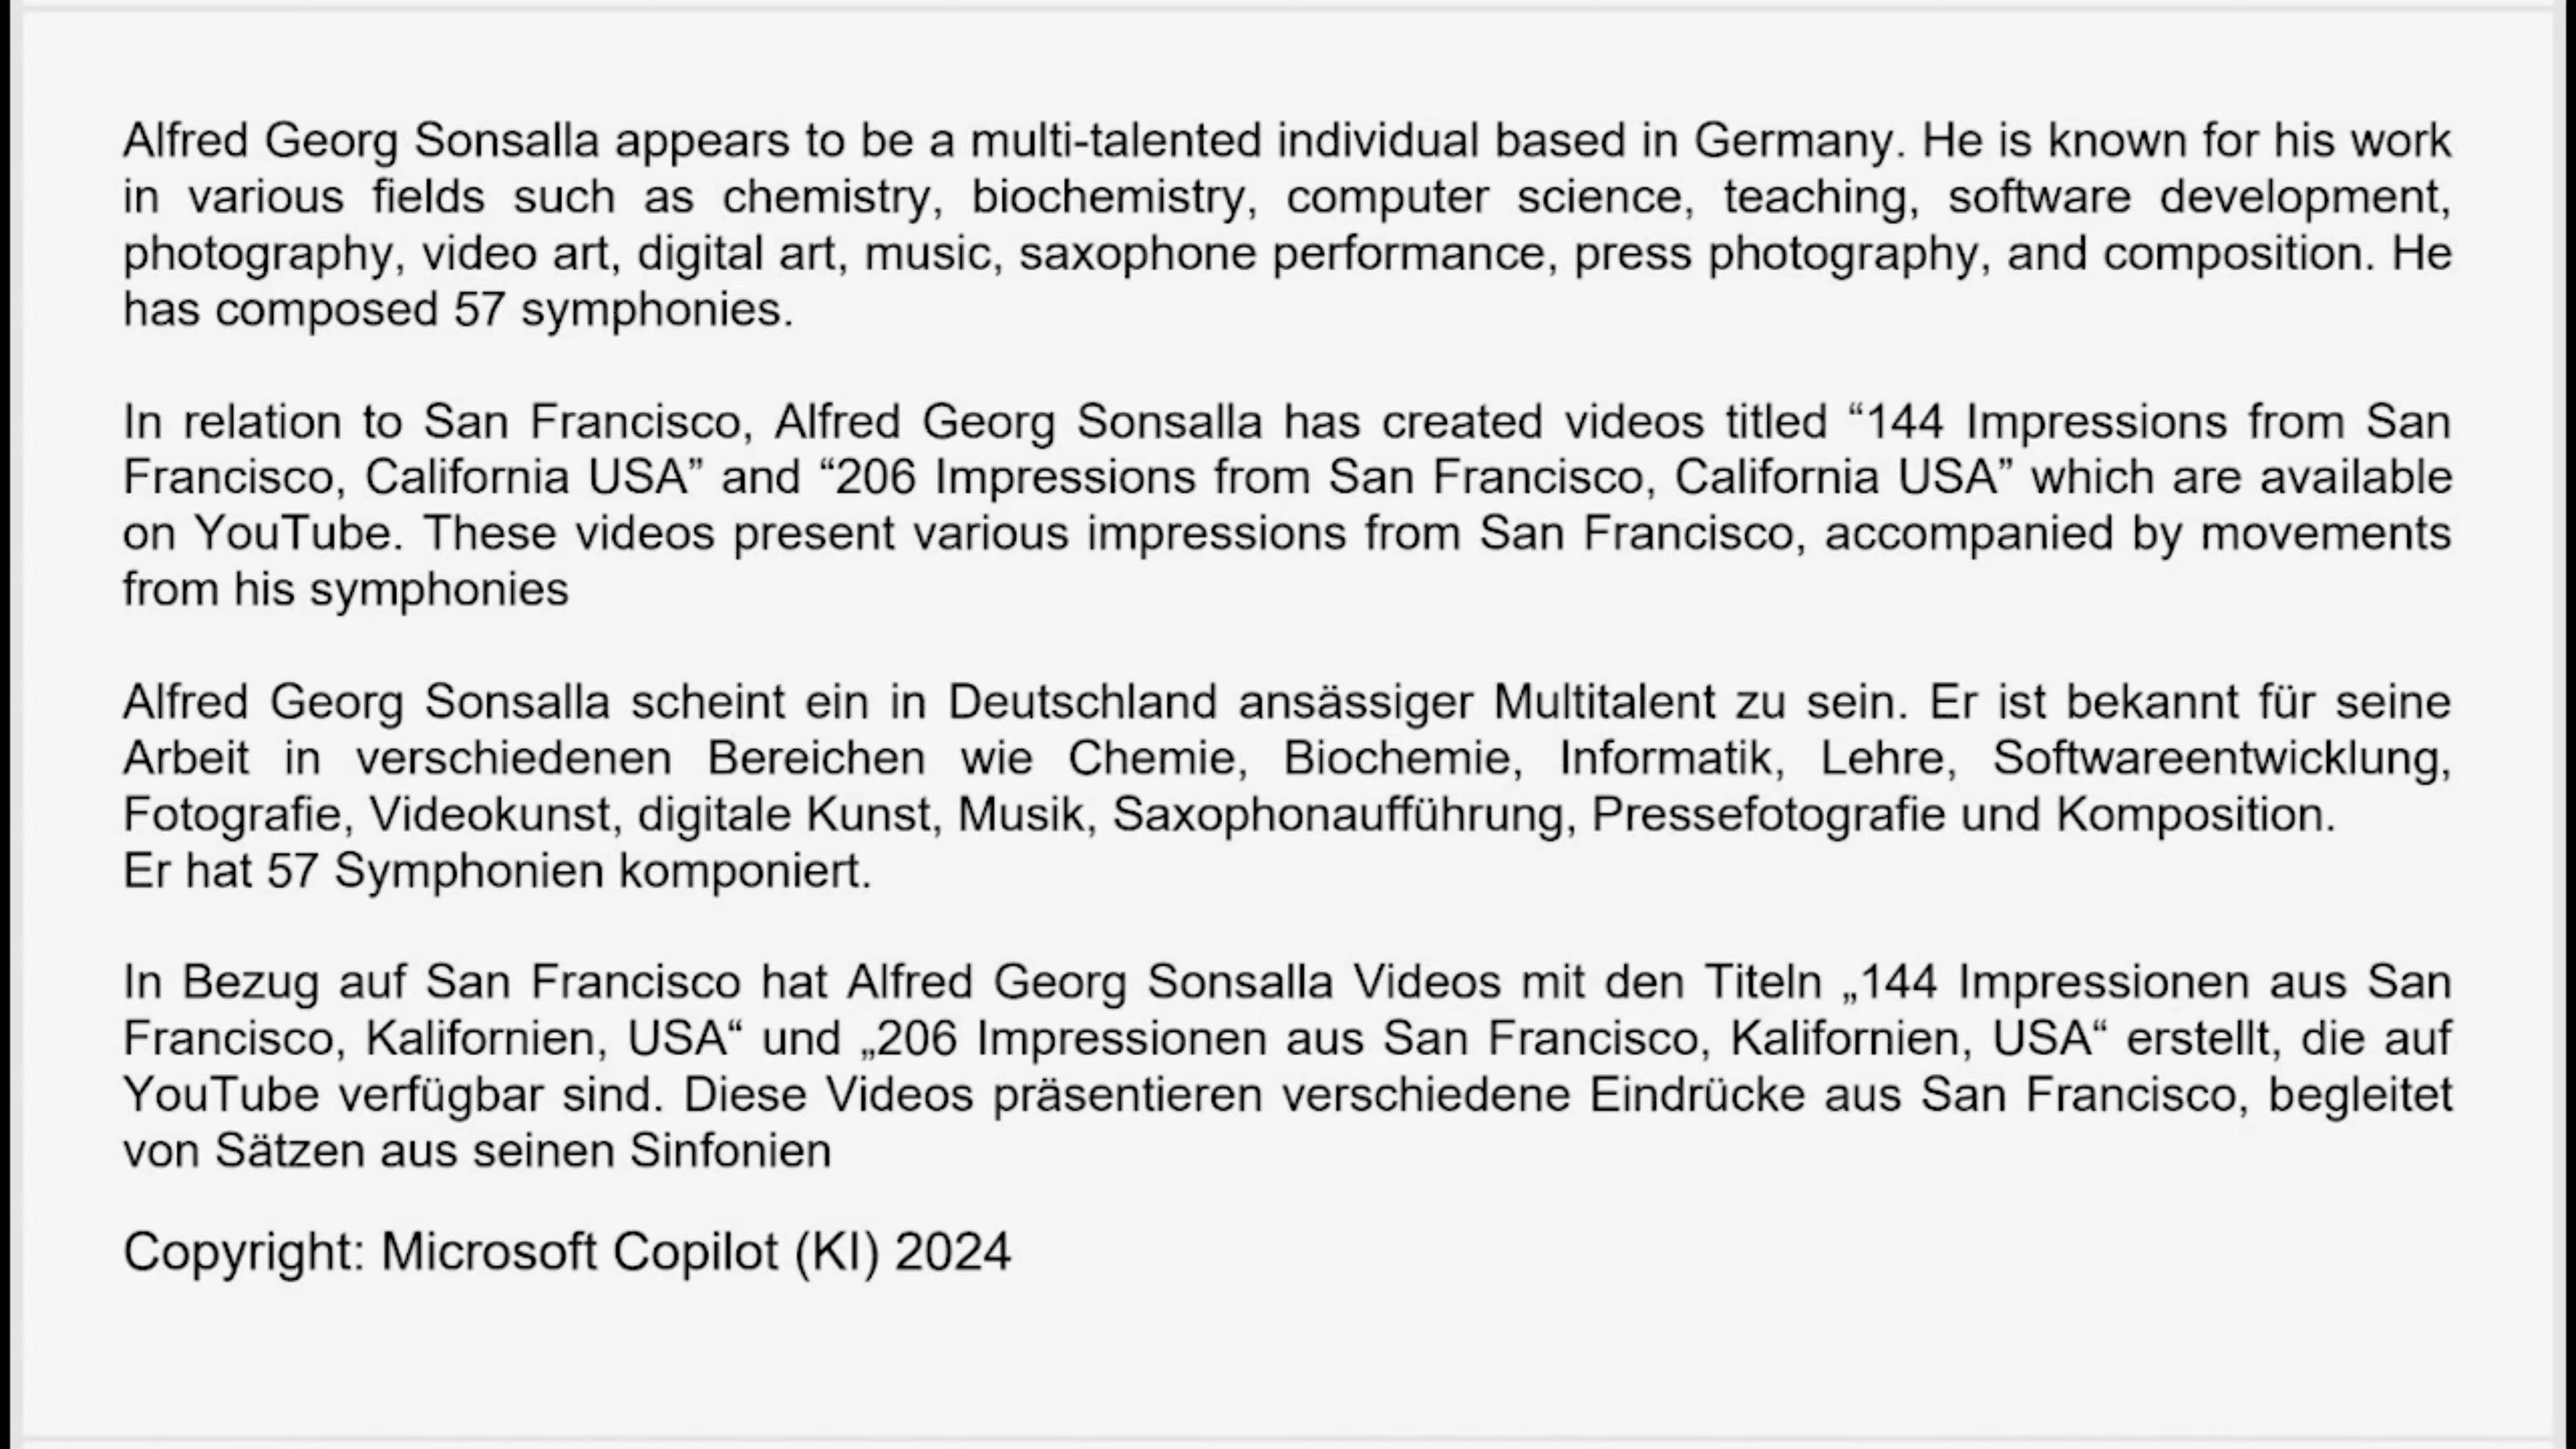 Alfred Georg Sonsalla appears to be a multi-talented individual based in Germany. He is known for his work
in various fields such as chemistry, biochemistry, computer science, teaching, software development,
photography, video art, digital art, music, saxophone performance, press photography, and composition. He
has composed 57 symphonies.
In relation to San Francisco, Alfred Georg Sonsalla has created videos titled “144 Impressions from San
Francisco, California USA” and “206 Impressions from San Francisco, California USA” which are available
on YouTube. These videos present various impressions from San Francisco, accompanied by movements
from his symphonies
Alfred Georg Sonsalla scheint ein in Deutschland ansässiger Multitalent zu sein. Er ist bekannt für seine
Arbeit in verschiedenen Bereichen wie Chemie, Biochemie, Informatik, Lehre, Softwareentwicklung,
Fotografie, Videokunst, digitale Kunst, Musik, Saxophonaufführung, Pressefotografie und Komposition.
Er hat 57 Symphonien komponiert.
In Bezug auf San Francisco hat Alfred Georg Sonsalla Videos mit den Titeln „144 Impressionen aus San
Francisco, Kalifornien, USA“ und „206 Impressionen aus San Francisco, Kalifornien, USA“ erstellt, die auf
YouTube verfügbar sind. Diese Videos präsentieren verschiedene Eindrücke aus San Francisco, begleitet
von Sätzen aus seinen Sinfonien
Copyright: Microsoft Copilot (KI) 2024